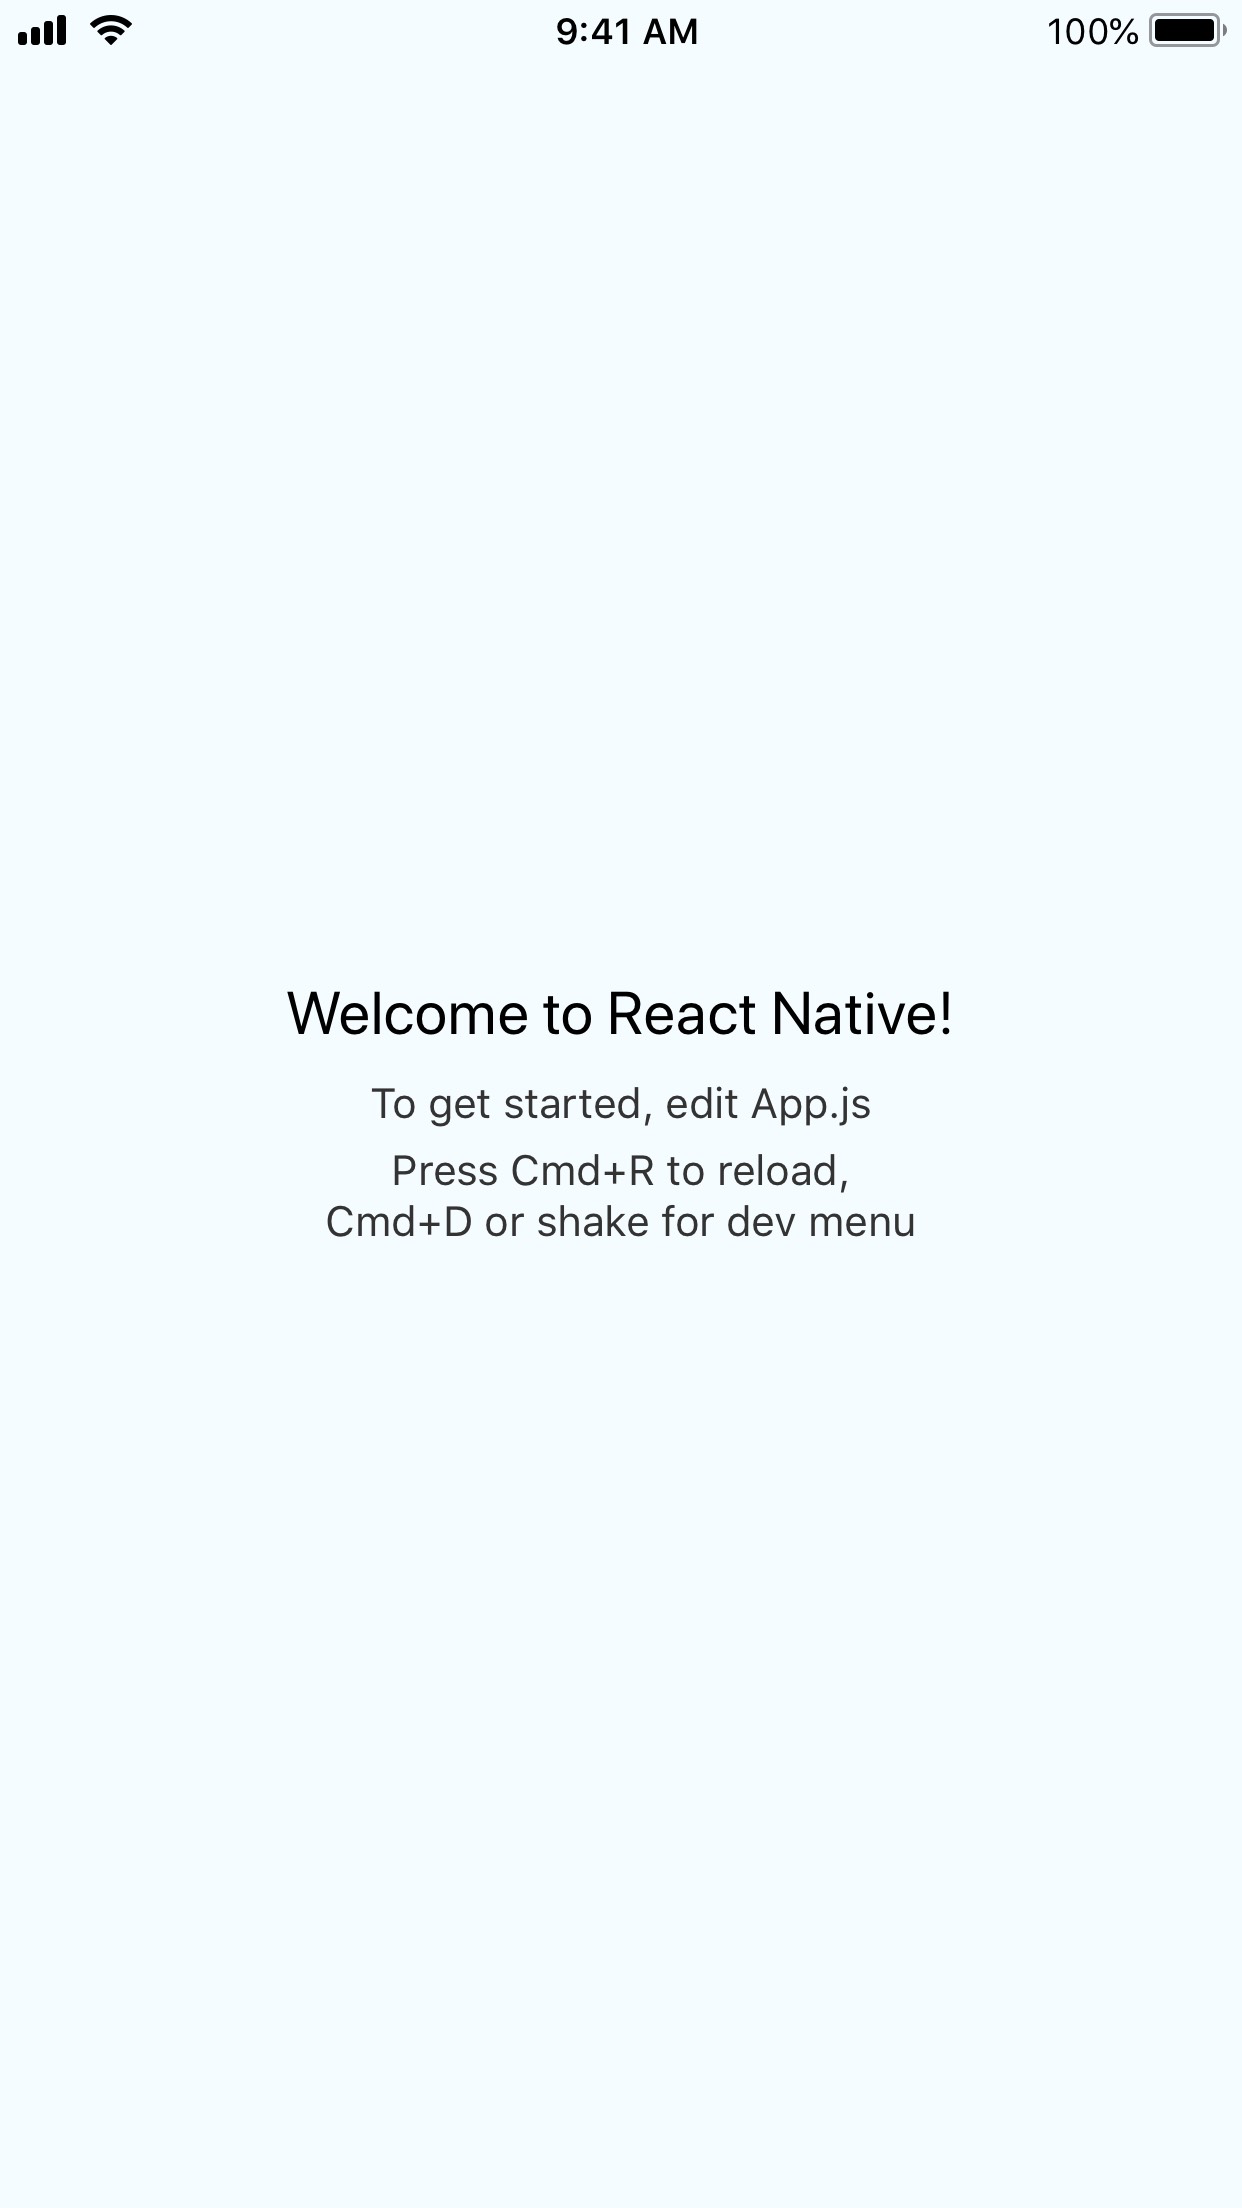 9:41 AM
100%
Welcome to React Native!
To get started, edit App.js
Press Cmd+R to reload,
Cmd+D or shake for dev menu